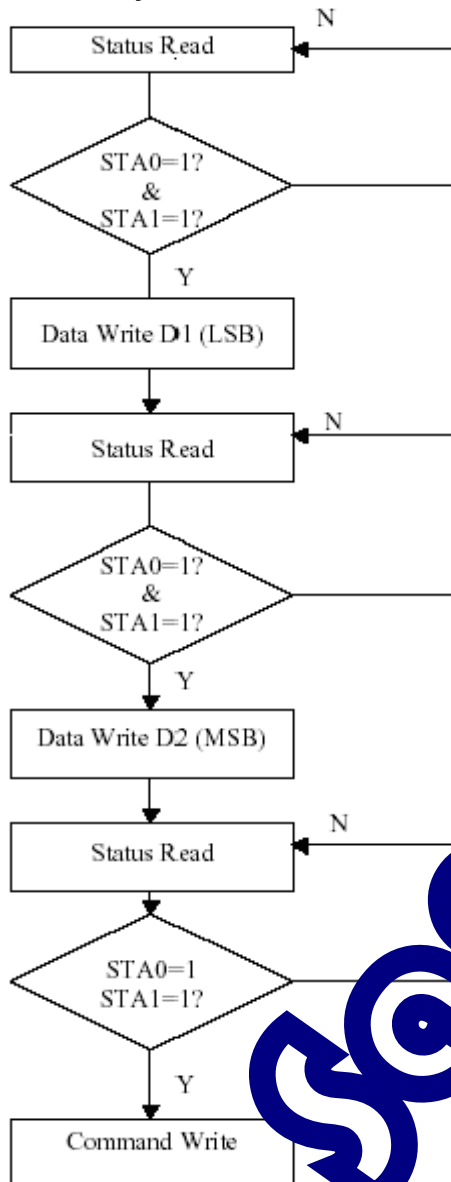 N
Status Read
STA0=1?
&
STA1=1?
Y
Data Write D1 (LSB)
N
Status Read
STA0=1?
&
STA1=1?
Y
Data Write D2 (MSB)
N
Status Read
STA0=1
STA1=1?
Y
Command Write